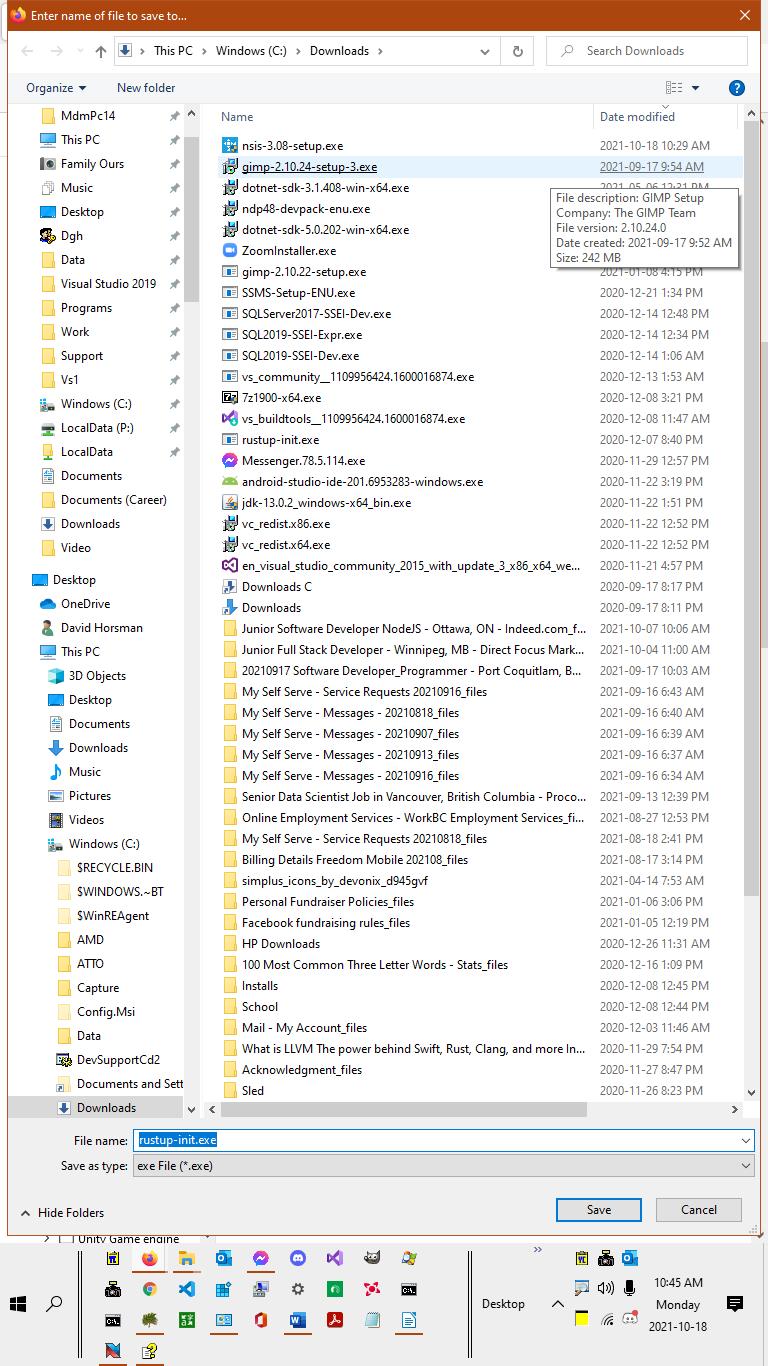 Enter name of file to save to...
This PC
Windows (C:)
Downloads
Search Downloads
Organize
New folder
MdmPc14
This PC
Family Ours
Music
Desktop
Dgh
Data
Visual Studio 2019
Programs
Work
Support
Vs1
Windows (C:)
LocalData (P:)
LocalData
Documents
Documents (Career)
Downloads
Video
Desktop
OneDrive
David Horsman
This PC
3D Objects
Desktop
Documents
Downloads
Music
Pictures
Videos
Windows (C:)
$RECYCLE.BIN
$WINDOWS.~BT
$WinREAgent
AMD
ATTO
Capture
Config.Msi
Data
DevSupportCd2
Documents and Sett
Downloads
Name Date modified
nsis-3.08-setup.exe 2021-10-18 10:29 AM
gimp-2.10.24-setup-3.exe 2021-09-17 9:54 AM
dotnet-sdk-3.1.408-win-x64.exe
ndp48-devpack-enu.exe
dotnet-sdk-5.0.202-win-x64.exe
ZoomInstaller.exe
File description: GIMP Setup
Company: The GIMP Team
File version: 2.10.24.0
Date created: 2021-09-17 9:52 AM
Size: 242 MB
gimp-2.10.22-setup.exe 2021-01-08 4:15 PM
SSMS-Setup-ENU.exe 2020-12-21 1:34 PM
SQLServer2017-SSEI-Dev.exe 2020-12-14 12:48 PM
SQL2019-SSEI-Expr.exe 2020-12-14 12:34 PM
SQL2019-SSEI-Dev.exe 2020-12-14 1:06 AM
vs_community__1109956424.1600016874.exe 2020-12-13 1:53 AM
7z1900-x64.exe 2020-12-08 3:21 PM
vs_buildtools__1109956424.1600016874.exe 2020-12-08 11:47 AM
rustup-init.exe 2020-12-07 8:40 PM
Messenger.78.5.114.exe 2020-11-29 12:57 PM
android-studio-ide-201.6953283-windows.exe 2020-11-22 3:19 PM
jdk-13.0.2_windows-x64_bin.exe 2020-11-22 1:51 PM
vc_redist.x86.exe 2020-11-22 12:52 PM
vc_redist.x64.exe 2020-11-22 12:52 PM
en_visual_studio_community_2015_with_update_3_x86_x64_we... 2020-11-21 4:57 PM
Downloads C 2020-09-17 8:17 PM
Downloads 2020-09-17 8:11 PM
Junior Software Developer NodeJS - Ottawa, ON - Indeed.com_f... 2021-10-07 10:06 AM
Junior Full Stack Developer - Winnipeg, MB - Direct Focus Mark... 2021-10-04 11:00 AM
20210917 Software Developer_Programmer - Port Coquitlam, B... 2021-09-17 10:03 AM
My Self Serve - Service Requests 20210916_files 2021-09-16 6:43 AM
My Self Serve - Messages - 20210818_files 2021-09-16 6:40 AM
My Self Serve - Messages - 20210907_files 2021-09-16 6:39 AM
My Self Serve - Messages - 20210913_files 2021-09-16 6:37 AM
My Self Serve - Messages - 20210916_files 2021-09-16 6:34 AM
Senior Data Scientist Job in Vancouver, British Columbia - Proco... 2021-09-13 12:39 PM
Online Employment Services - WorkBC Employment Services_fi... 2021-08-27 12:53 PM
My Self Serve - Service Requests 20210818_files 2021-08-18 2:41 PM
Billing Details Freedom Mobile 202108_files 2021-08-17 3:14 PM
simplus_icons_by_devonix_d945gvf 2021-04-14 7:53 AM
Personal Fundraiser Policies_files 2021-01-06 3:06 PM
Facebook fundraising rules_files 2021-01-05 12:19 PM
HP Downloads 2020-12-26 11:31 AM
100 Most Common Three Letter Words - Stats_files 2020-12-16 1:09 PM
Installs 2020-12-08 12:45 PM
School 2020-12-08 12:44 PM
Mail - My Account_files 2020-12-03 11:46 AM
What is LLVM The power behind Swift, Rust, Clang, and more In... 2020-11-29 7:54 PM
Acknowledgment_files 2020-11-27 8:47 PM
Sled 2020-11-26 8:23 PM
File name: rustup-init.exe
Save as type: exe File (*.exe)
Hide Folders
Save
Cancel
Unity Game engine
Desktop
10:45 AM
Monday
2021-10-18